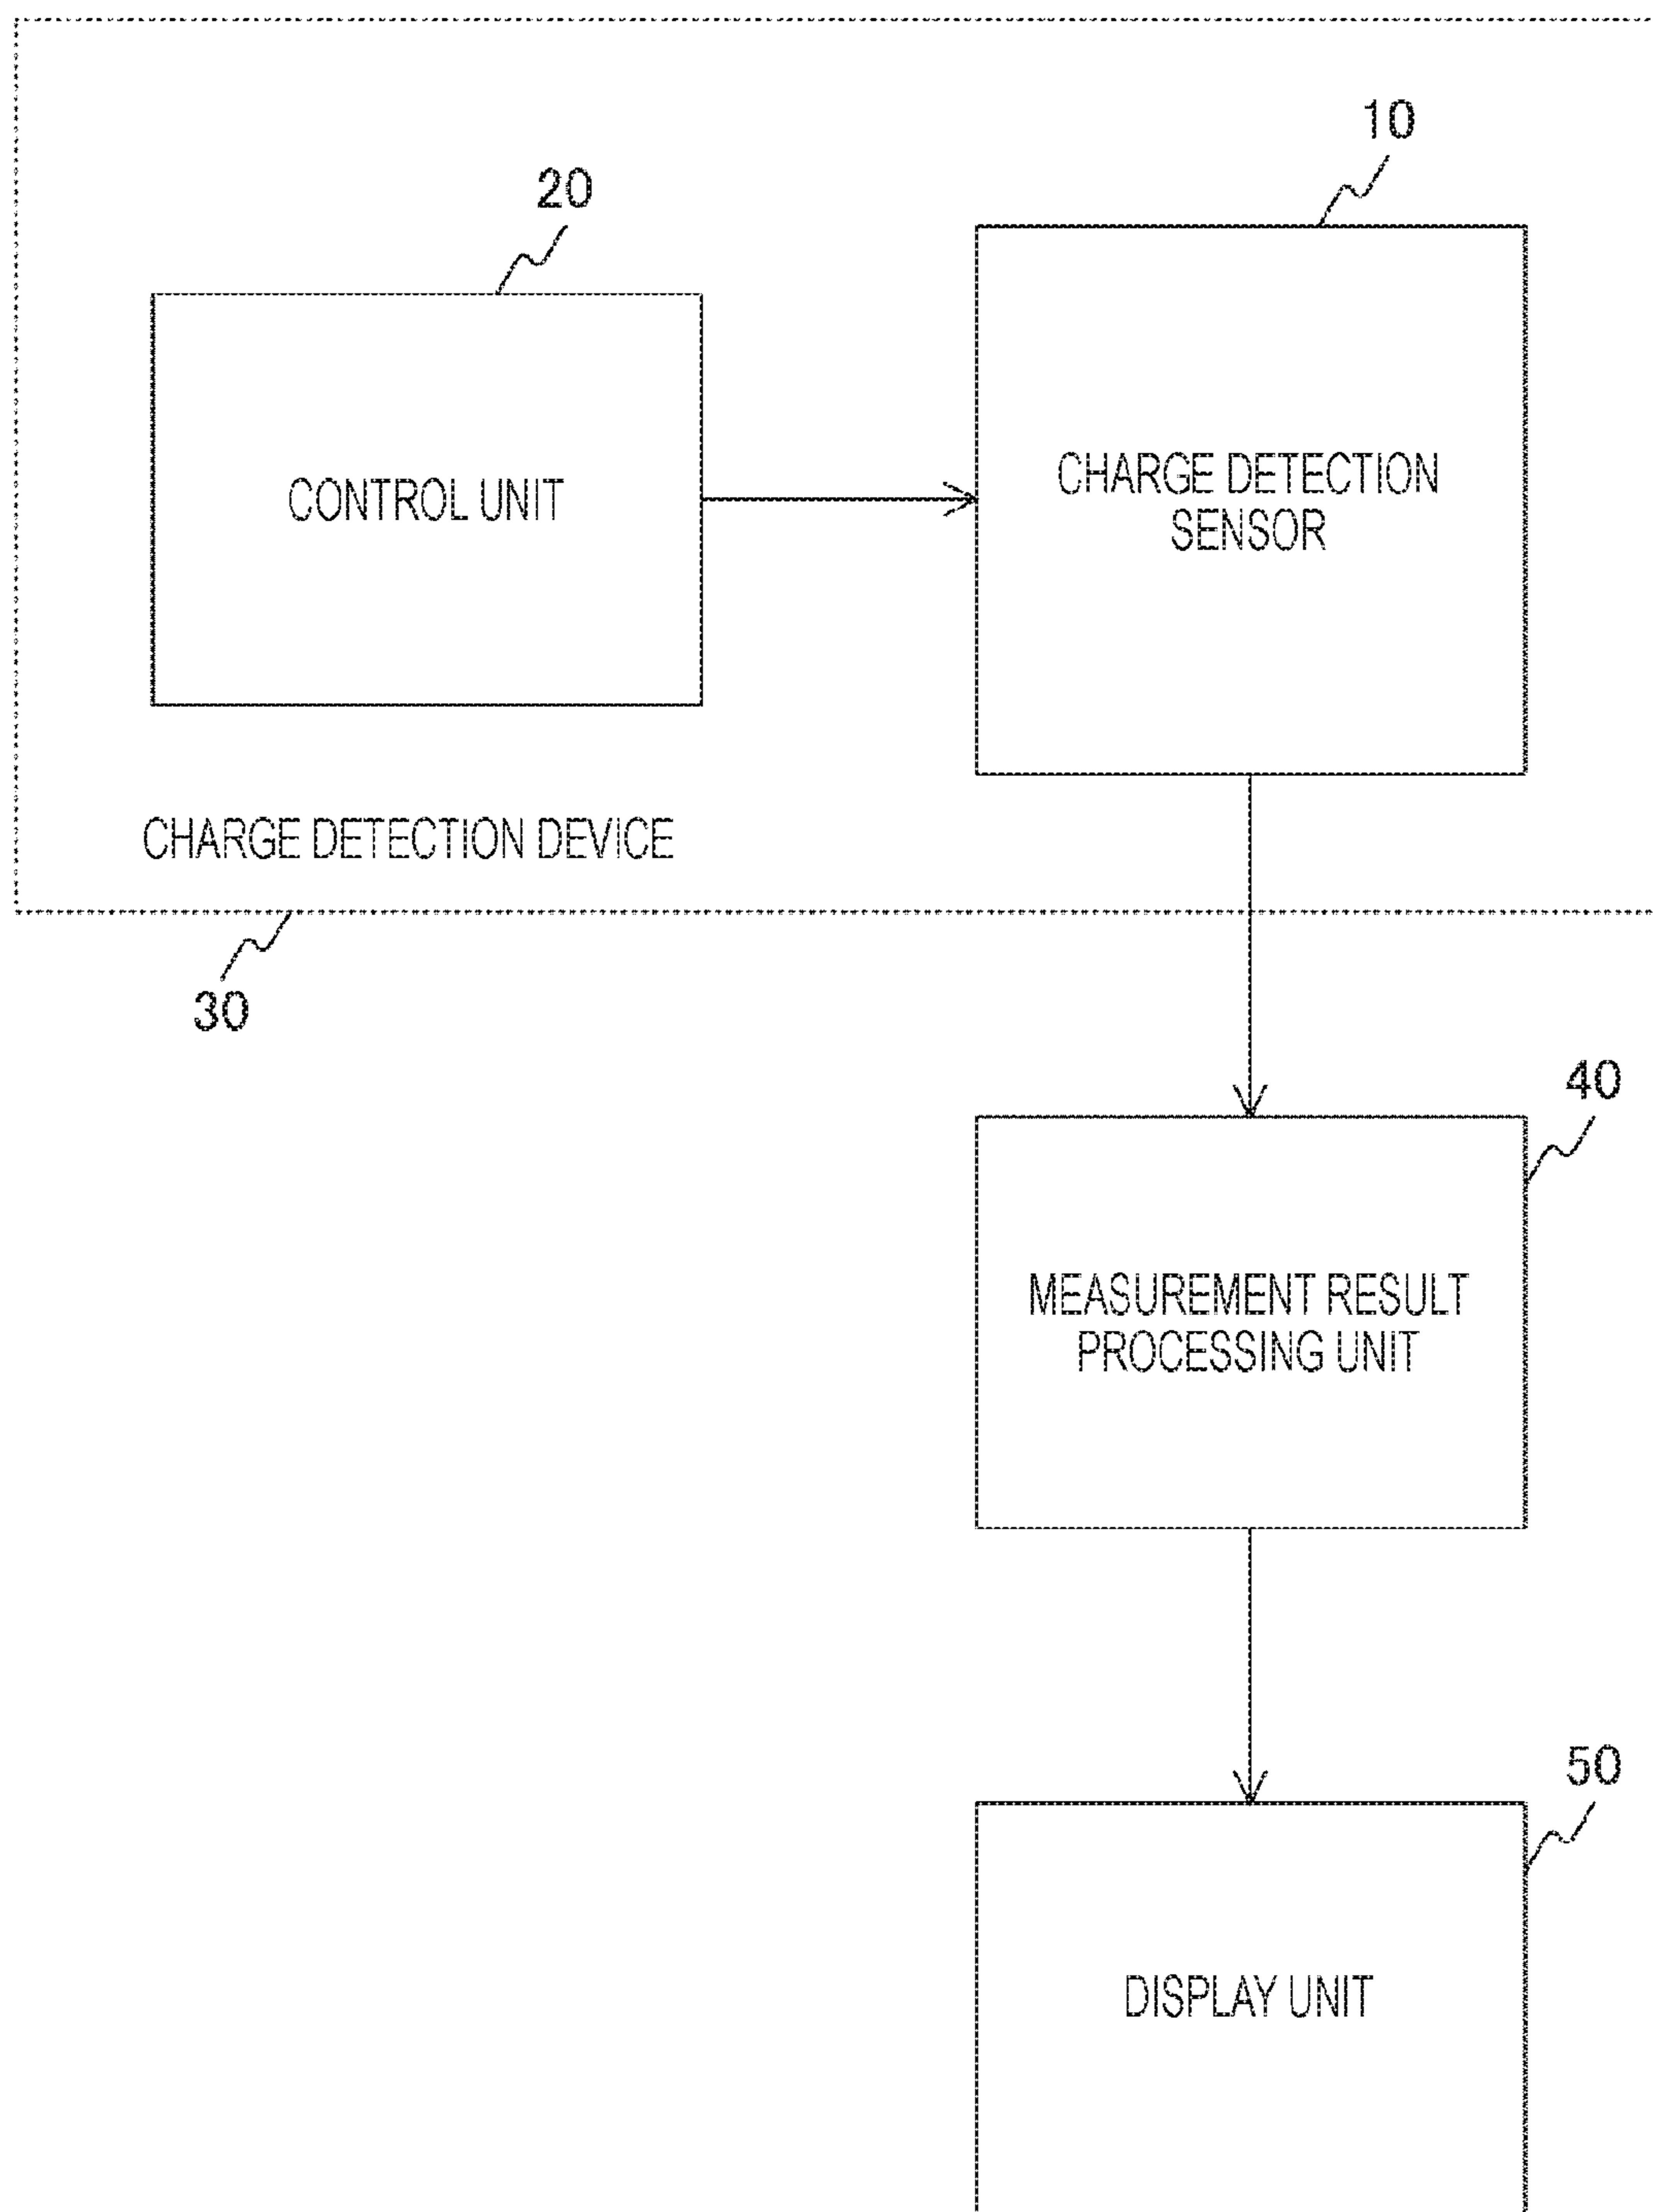 10
20
CONTROL UNIT
CHARGE DETECTION
SENSOR
CHARGE DETECTION DEVICE
30
40
MEASUREMENT RESULT
PROCESSING UNIT
50
DISPLAY UNIT